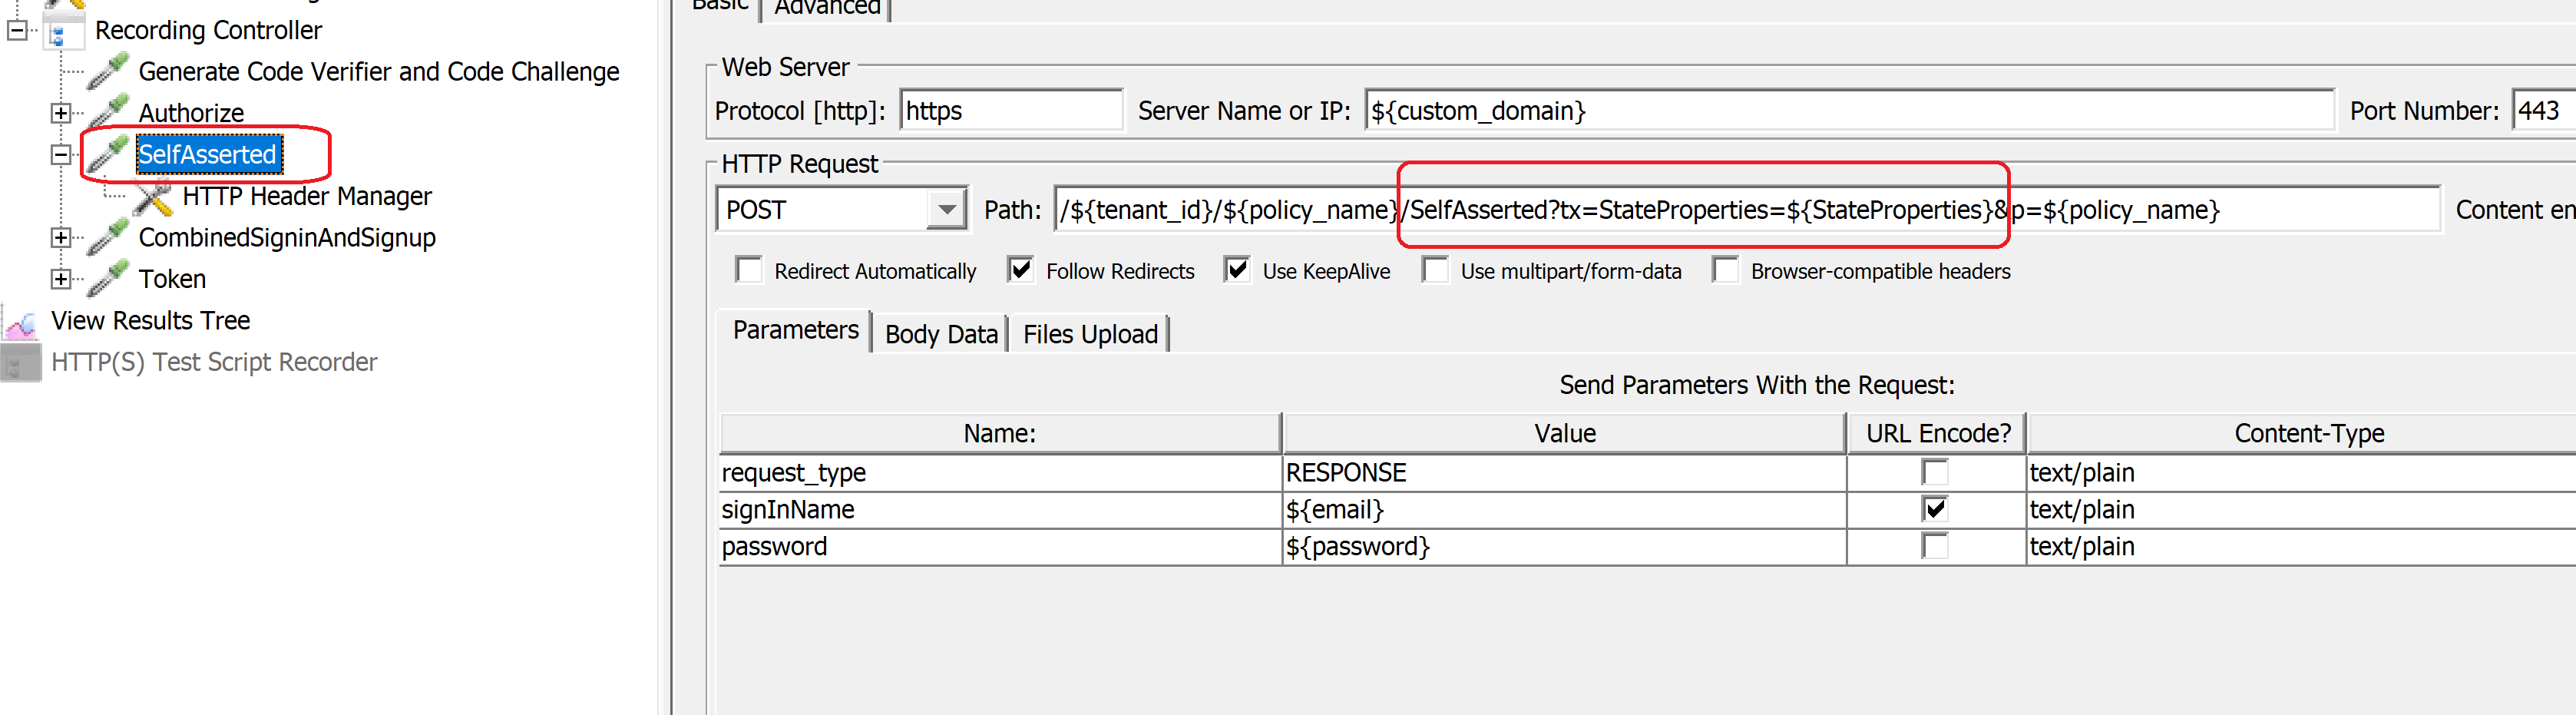 Recording Controller
Generate Code Verifier and Code Challenge
Authorize
SelfAsserted
HTTP Header Manager
CombinedSigninAndSignup
Token
View Results Tree
HTTP(S) Test Script Recorder
Basic Advanced
Web Server
Protocol [http]: https Server Name or IP: ${custom_domain} Port Number: 443
HTTP Request
POST Path: /${tenant_id}/${policy_name}/SelfAsserted?tx=StateProperties=${StateProperties}&p=${policy_name} Content en
Redirect Automatically Follow Redirects Use KeepAlive Use multipart/form-data Browser-compatible headers
Parameters Body Data Files Upload
Send Parameters With the Request:
Name: Value URL Encode? Content-Type
request_type RESPONSE text/plain
signInName ${email} text/plain
password ${password} text/plain